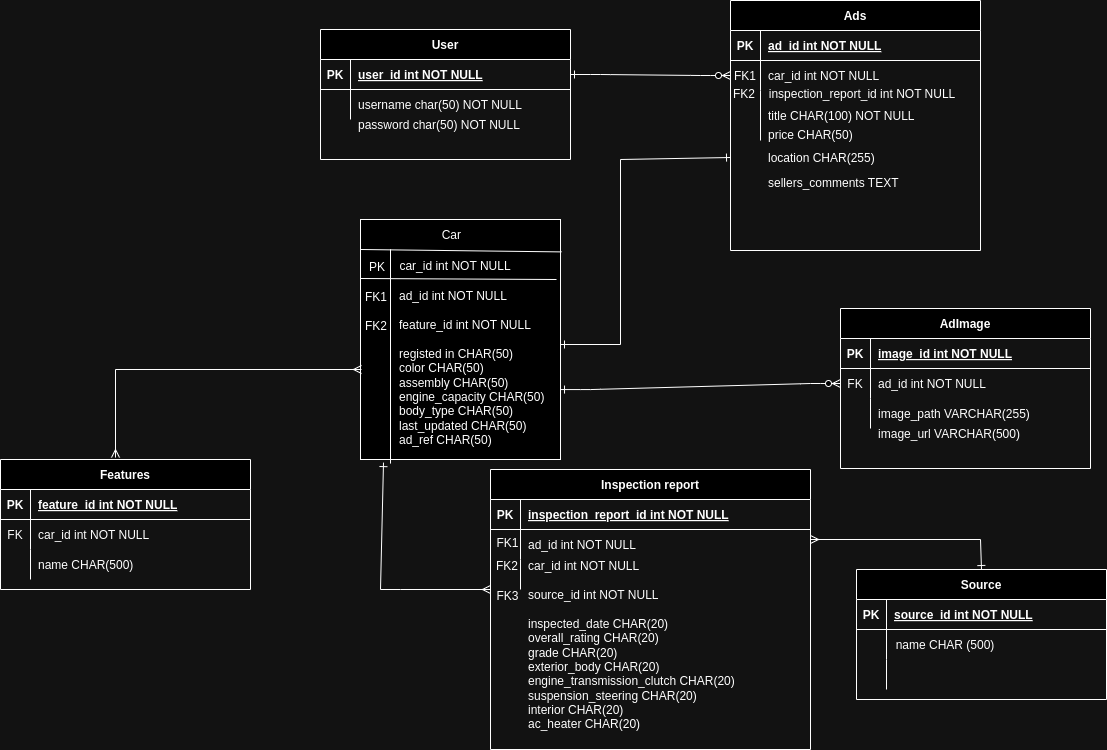 User
PK user_id int NOT NULL
username char(50) NOT NULL
password char(50) NOT NULL
Ads
PK ad_id int NOT NULL
FK1 car_id int NOT NULL
FK2 inspection_report_id int NOT NULL
title CHAR(100) NOT NULL
price CHAR(50)
location CHAR(255)
sellers_comments TEXT
Car
PK car_id int NOT NULL
FK1 ad_id int NOT NULL
FK2 feature_id int NOT NULL
registed in CHAR(50)
color CHAR(50)
assembly CHAR(50)
engine_capacity CHAR(50)
body_type CHAR(50)
last_updated CHAR(50)
ad_ref CHAR(50)
AdImage
PK image_id int NOT NULL
FK ad_id int NOT NULL
image_path VARCHAR(255)
image_url VARCHAR(500)
Features
PK feature_id int NOT NULL
FK car_id int NOT NULL
name CHAR(500)
Inspection report
PK inspection_report_id int NOT NULL
FK1 ad_id int NOT NULL
FK2 car_id int NOT NULL
FK3 source_id int NOT NULL
inspected_date CHAR(20)
overall_rating CHAR(20)
grade CHAR(20)
exterior_body CHAR(20)
engine_transmission_clutch CHAR(20)
suspension_steering CHAR(20)
interior CHAR(20)
ac_heater CHAR(20)
Source
PK source_id int NOT NULL
name CHAR (500)